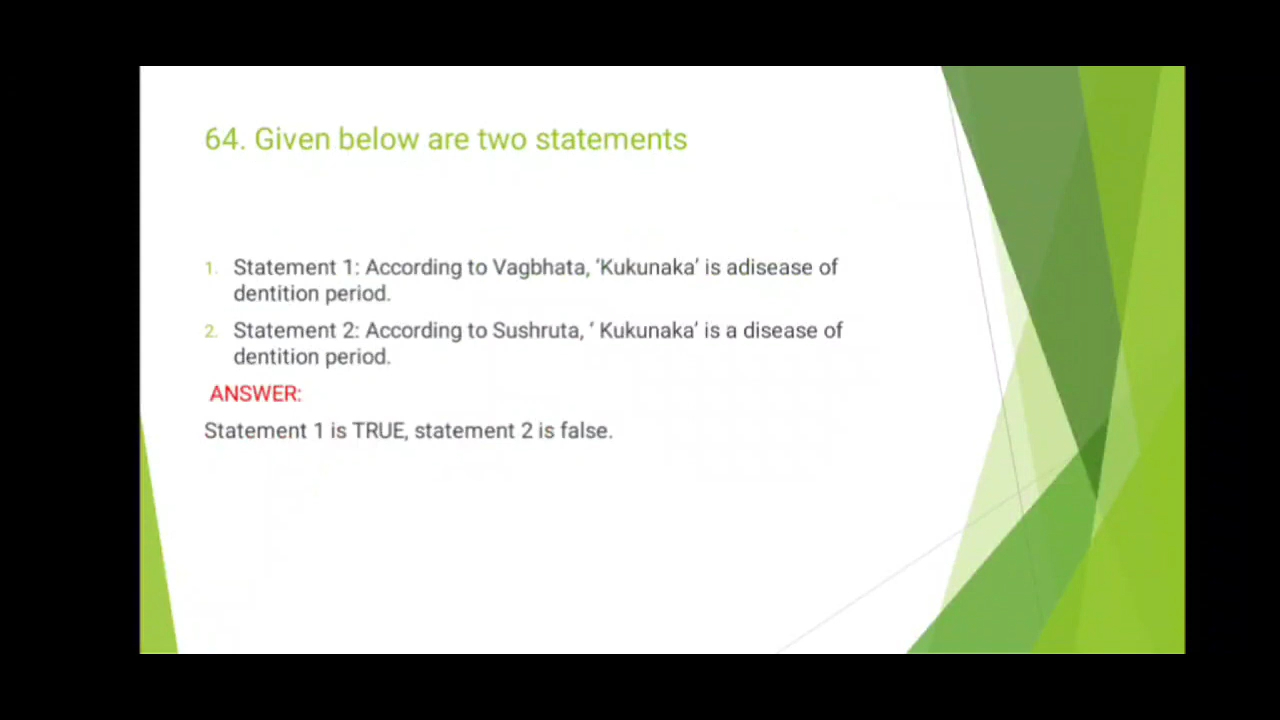 64. Given below are two statements
1. Statement 1: According to Vagbhata, ‘Kukunaka’ is adisease of
dentition period.
2. Statement 2: According to Sushruta, ‘ Kukunaka’ is a disease of
dentition period.
ANSWER:
Statement 1 is TRUE, statement 2 is false.